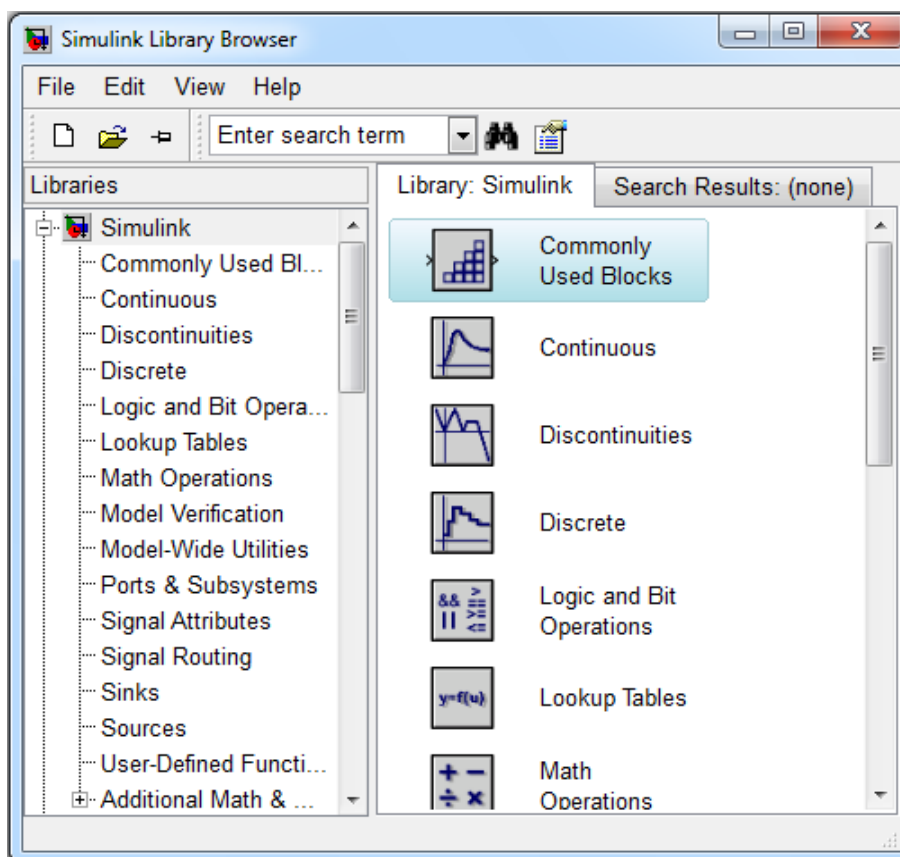 Simulink Library Browser
File Edit View Help
Enter search term
Libraries
Library: Simulink
Search Results: (none)
Simulink
Commonly Used Bl...
Continuous
Discontinuities
Discrete
Logic and Bit Opera...
Lookup Tables
Math Operations
Model Verification
Model-Wide Utilities
Ports & Subsystems
Signal Attributes
Signal Routing
Sinks
Sources
User-Defined Functi...
Additional Math & ...
Commonly
Used Blocks
Continuous
Discontinuities
Discrete
&& > == >= <= ||
Logic and Bit
Operations
y=f(u)
Lookup Tables
+ − ÷ ×
Math
Operations